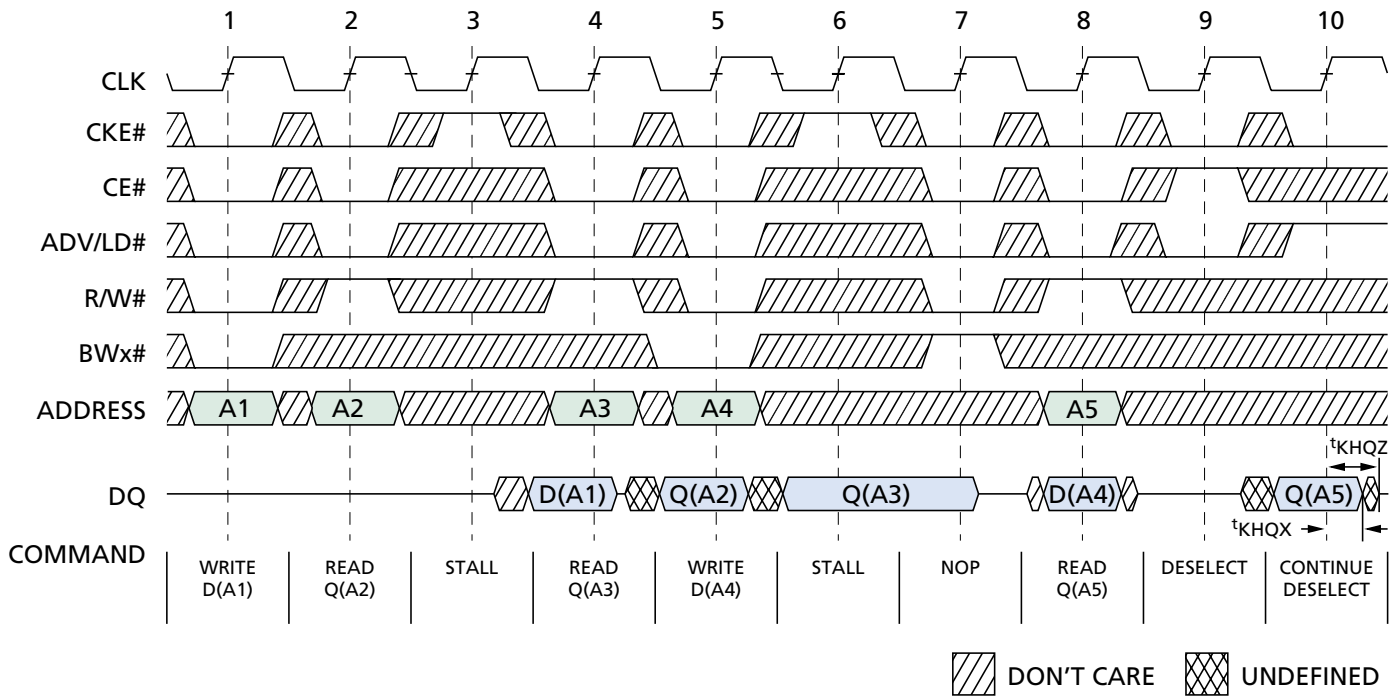 1 2 3 4 5 6 7 8 9 10
CLK
CKE#
CE#
ADV/LD#
R/W#
BWx#
ADDRESS A1 A2 A3 A4 A5
tKHQZ
DQ D(A1) Q(A2) Q(A3) D(A4) Q(A5)
tKHQX
COMMAND
WRITE READ STALL READ WRITE STALL NOP READ DESELECT CONTINUE
D(A1) Q(A2) Q(A3) D(A4) Q(A5) DESELECT
DON'T CARE UNDEFINED